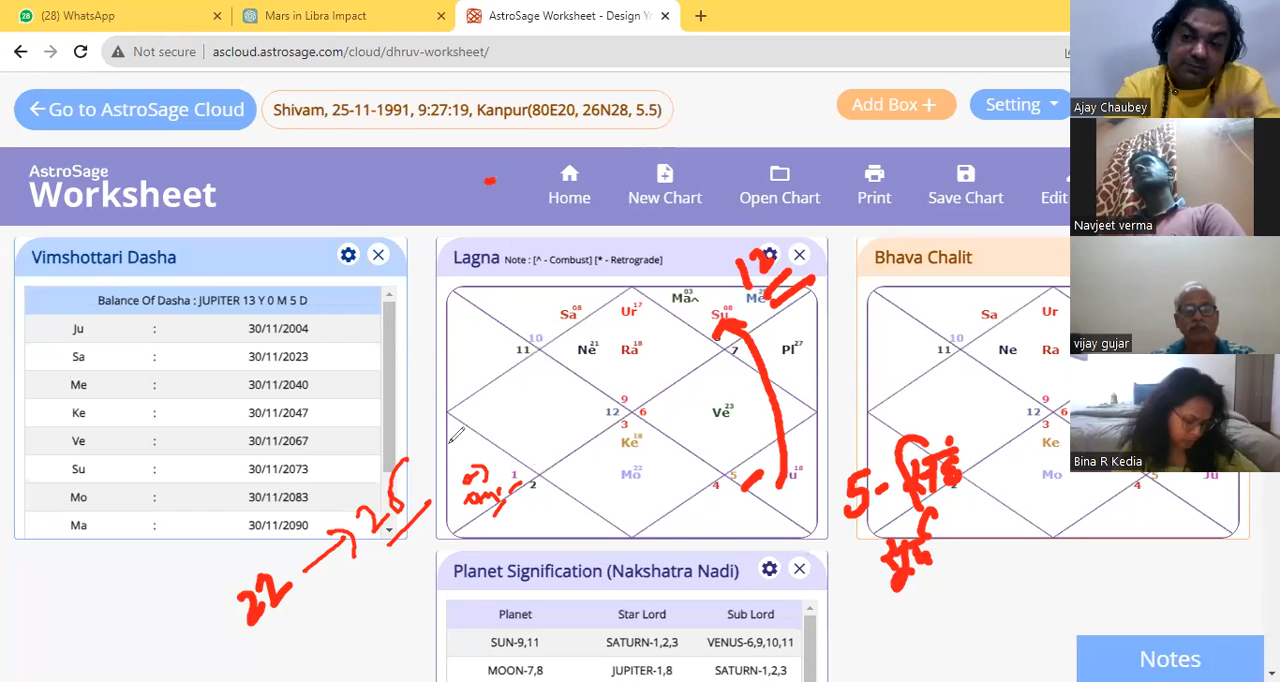 (28) WhatsApp
Mars in Libra Impact
AstroSage Worksheet - Design Y
Not secure
ascloud.astrosage.com/cloud/dhruv-worksheet/
Go to AstroSage Cloud
Shivam, 25-11-1991, 9:27:19, Kanpur(80E20, 26N28, 5.5)
Add Box +
Setting
Ajay Chaubey
AstroSage
Worksheet
Home
New Chart
Open Chart
Print
Save Chart
Edit
Navjeet verma
Vimshottari Dasha
Balance Of Dasha : JUPITER 13 Y 0 M 5 D
Ju : 30/11/2004
Sa : 30/11/2023
Me : 30/11/2040
Ke : 30/11/2047
Ve : 30/11/2067
Su : 30/11/2073
Mo : 30/11/2083
Ma : 30/11/2090
22
26
Lagna Note : [^ - Combust] [* - Retrograde]
12
Ma^ 03
Sa 08
Ur 17
Su 08
10
11
Ne 21
Ra 18
7
Pl 27
9
12 6
3
Ve 23
Ke 18
Mo 22
1
2
5
4
18
Bhava Chalit
Sa
Ur
10
11
Ne
Ra
9
12 6
3
Ke
Mo
5
4
Ju
5 -
vijay gujar
Bina R Kedia
Planet Signification (Nakshatra Nadi)
Planet Star Lord Sub Lord
SUN-9,11 SATURN-1,2,3 VENUS-6,9,10,11
MOON-7,8 JUPITER-1,8 SATURN-1,2,3
Notes